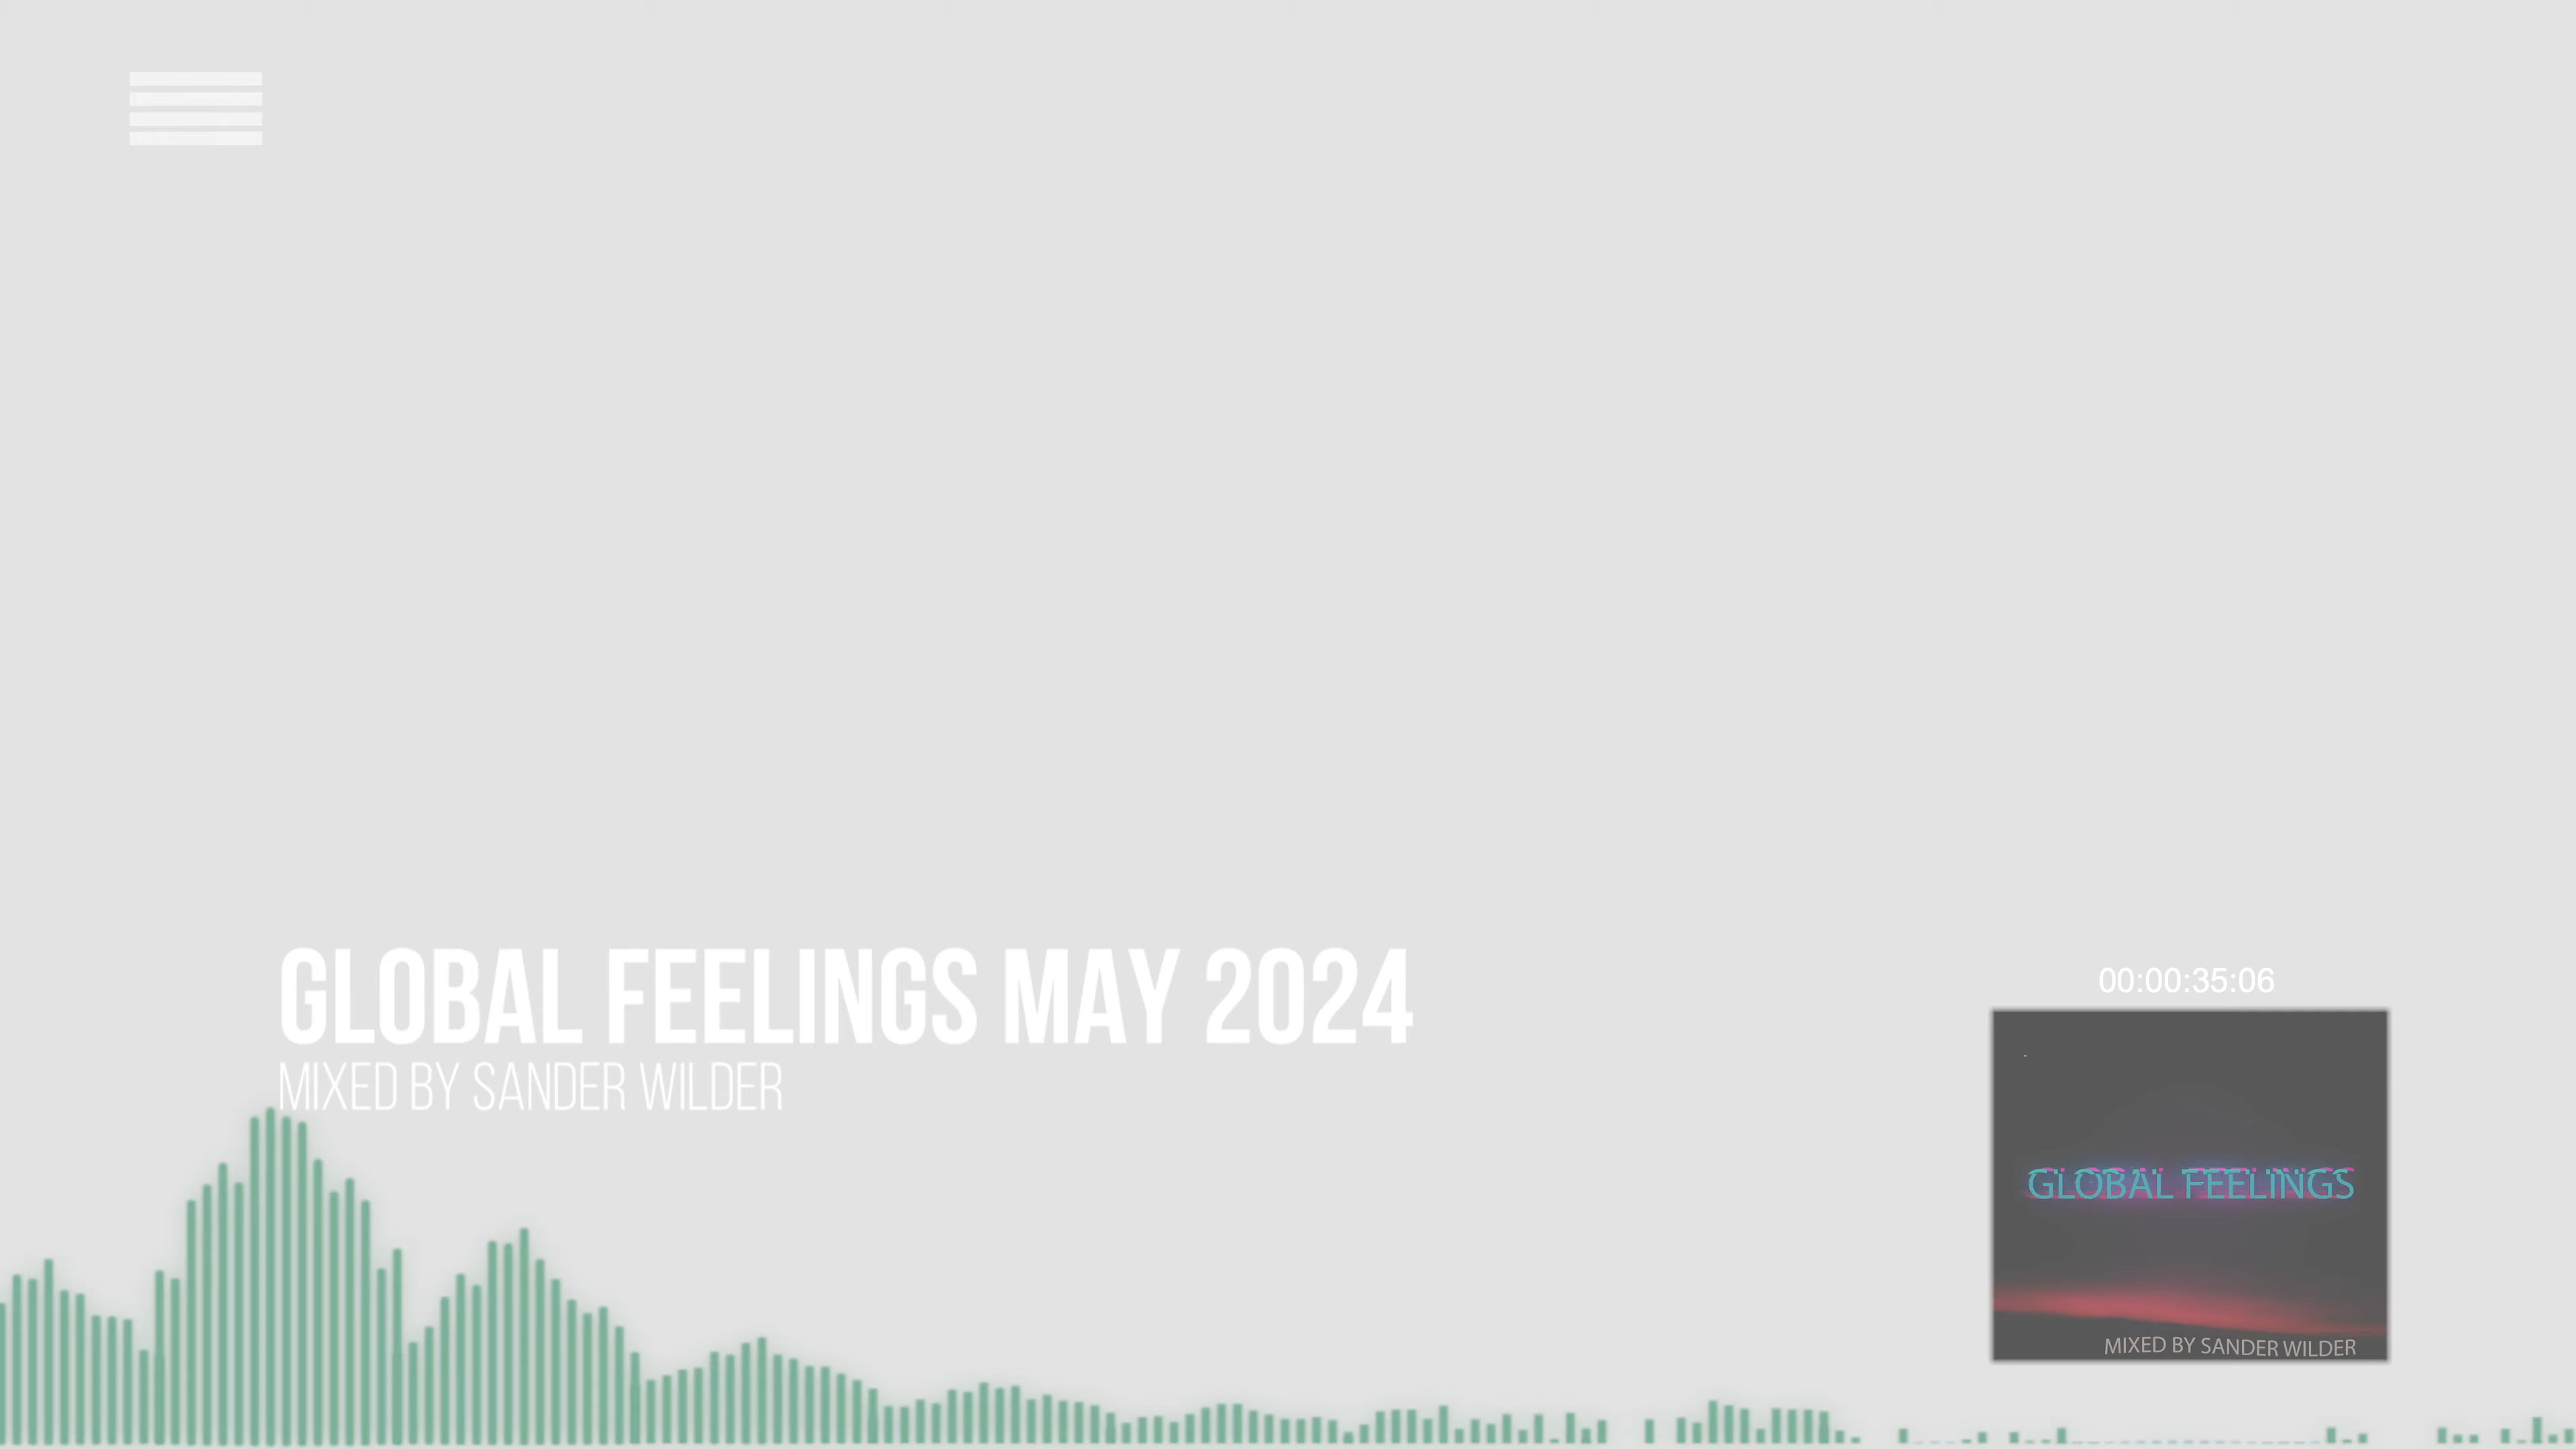 GLOBAL FEELINGS MAY 2024
MIXED BY SANDER WILDER
00:00:35:06
GLOBAL FEELINGS
MIXED BY SANDER WILDER